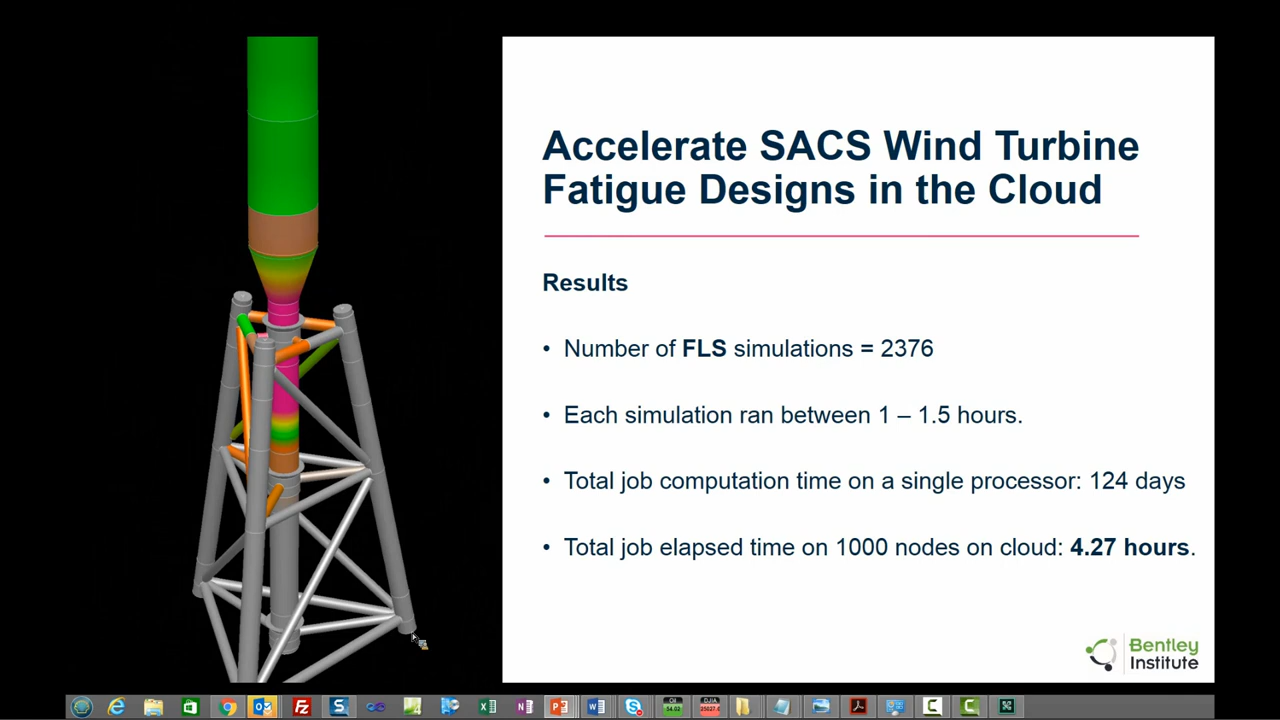 Accelerate SACS Wind Turbine
Fatigue Designs in the Cloud
Results
• Number of FLS simulations = 2376
• Each simulation ran between 1 – 1.5 hours.
• Total job computation time on a single processor: 124 days
• Total job elapsed time on 1000 nodes on cloud: 4.27 hours.
Bentley
Institute